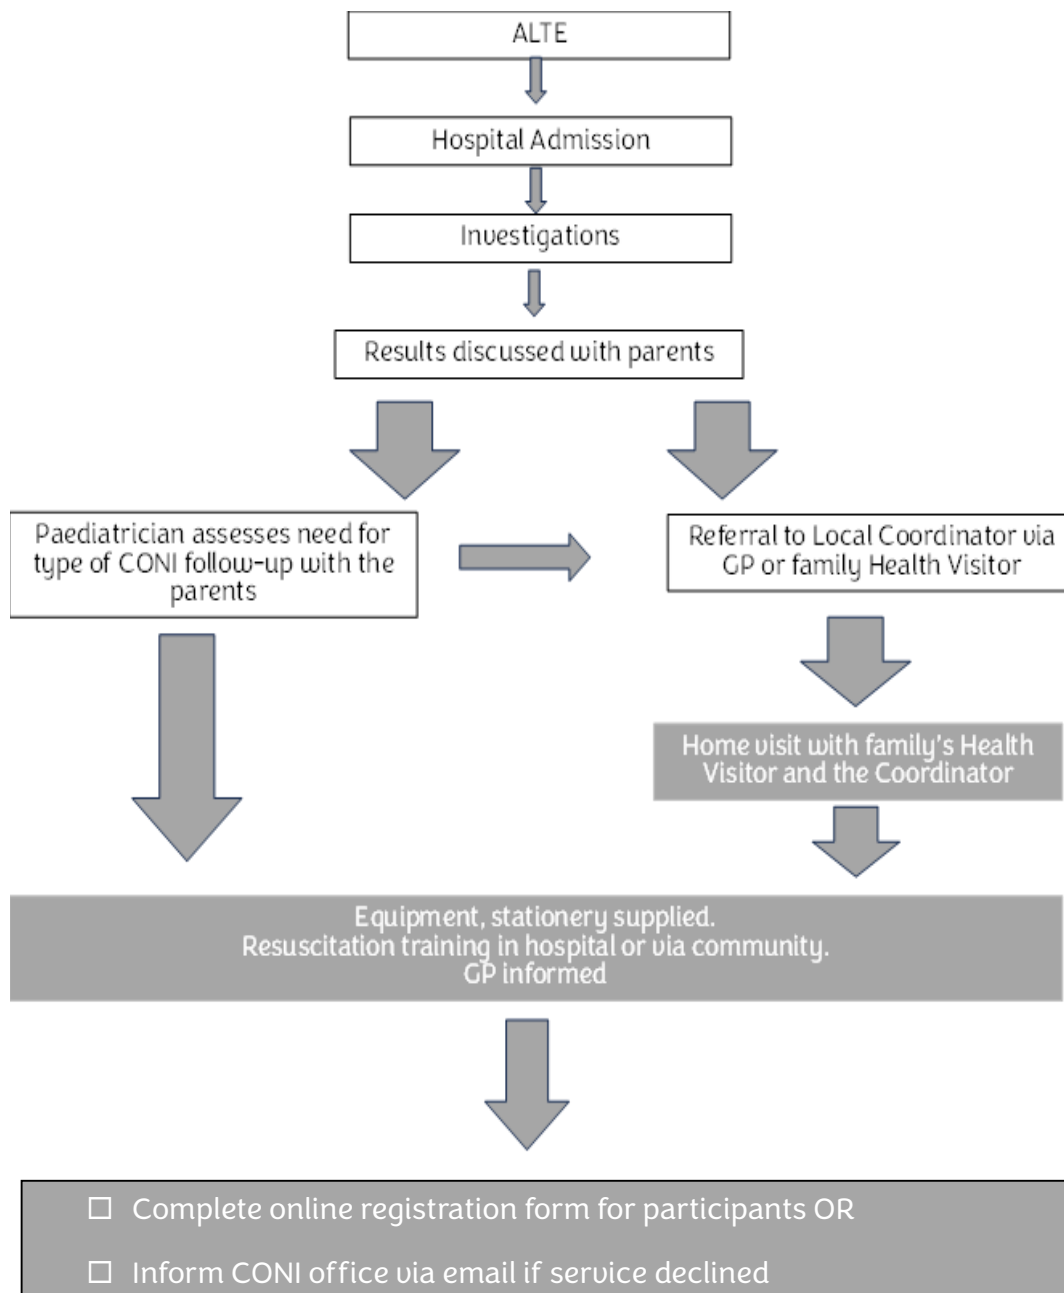 ALTE
Hospital Admission
Investigations
Results discussed with parents
Paediatrician assesses need for
type of CONI follow-up with the
parents
Referral to Local Coordinator via
GP or family Health Visitor
Home visit with family's Health
Visitor and the Coordinator
Equipment, stationery supplied.
Resuscitation training in hospital or via community.
GP informed
☐ Complete online registration form for participants OR
☐ Inform CONI office via email if service declined